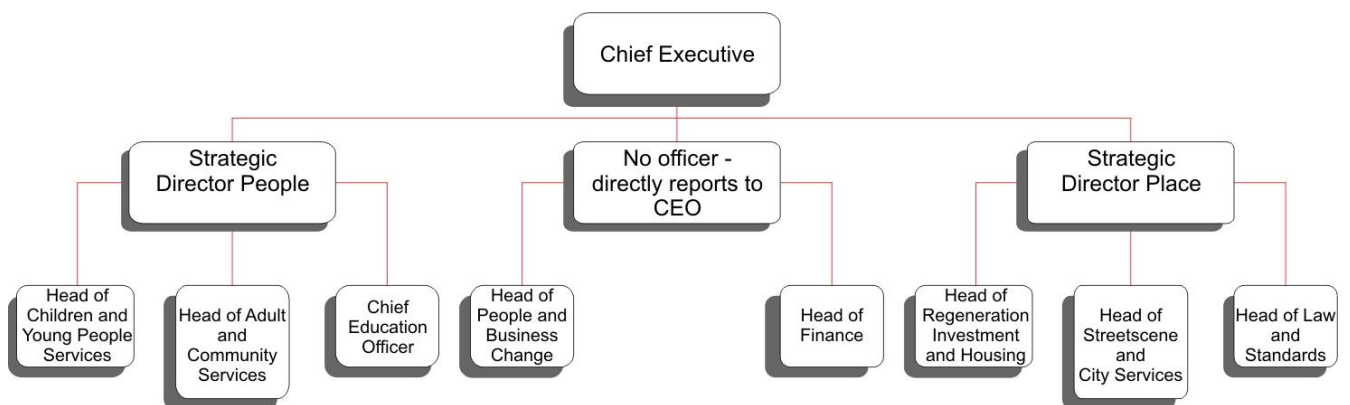 Chief Executive
Strategic
Director People
No officer -
directly reports to
CEO
Strategic
Director Place
Head of
Children and
Young People
Services
Head of Adult
and
Community
Services
Chief
Education
Officer
Head of
People and
Business
Change
Head of
Finance
Head of
Regeneration
Investment
and Housing
Head of
Streetscene
and
City Services
Head of Law
and
Standards